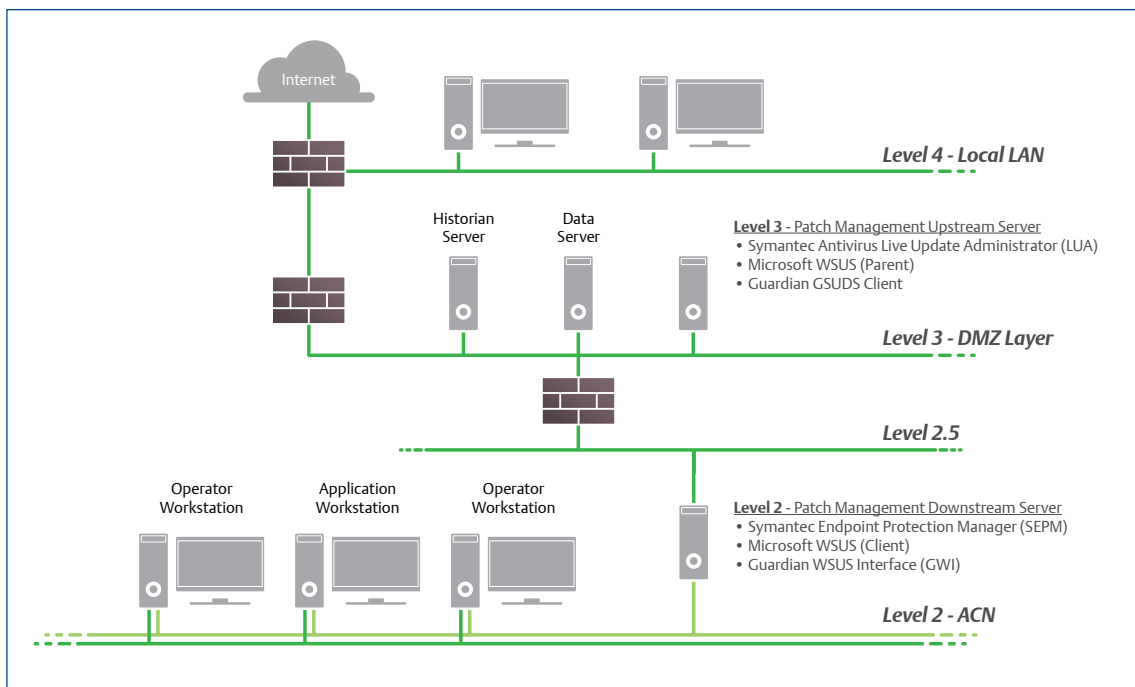 Internet
Level 4 - Local LAN
Historian
Server
Data
Server
Level 3 - Patch Management Upstream Server
• Symantec Antivirus Live Update Administrator (LUA)
• Microsoft WSUS (Parent)
• Guardian GSUDS Client
Level 3 - DMZ Layer
Level 2.5
Operator
Workstation
Application
Workstation
Operator
Workstation
Level 2 - Patch Management Downstream Server
• Symantec Endpoint Protection Manager (SEPM)
• Microsoft WSUS (Client)
• Guardian WSUS Interface (GWI)
Level 2 - ACN